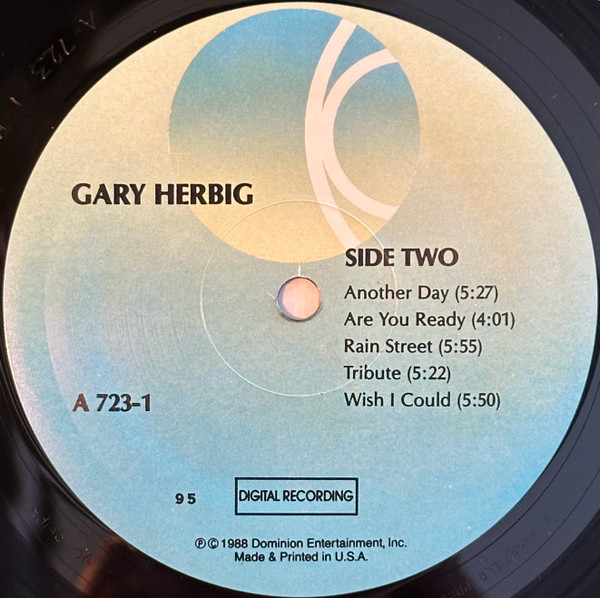 GARY HERBIG
SIDE TWO
Another Day (5:27)
Are You Ready (4:01)
Rain Street (5:55)
Tribute (5:22)
Wish I Could (5:50)
A 723-1
95
DIGITAL RECORDING
℗ © 1988 Dominion Entertainment, Inc.
Made & Printed in U.S.A.